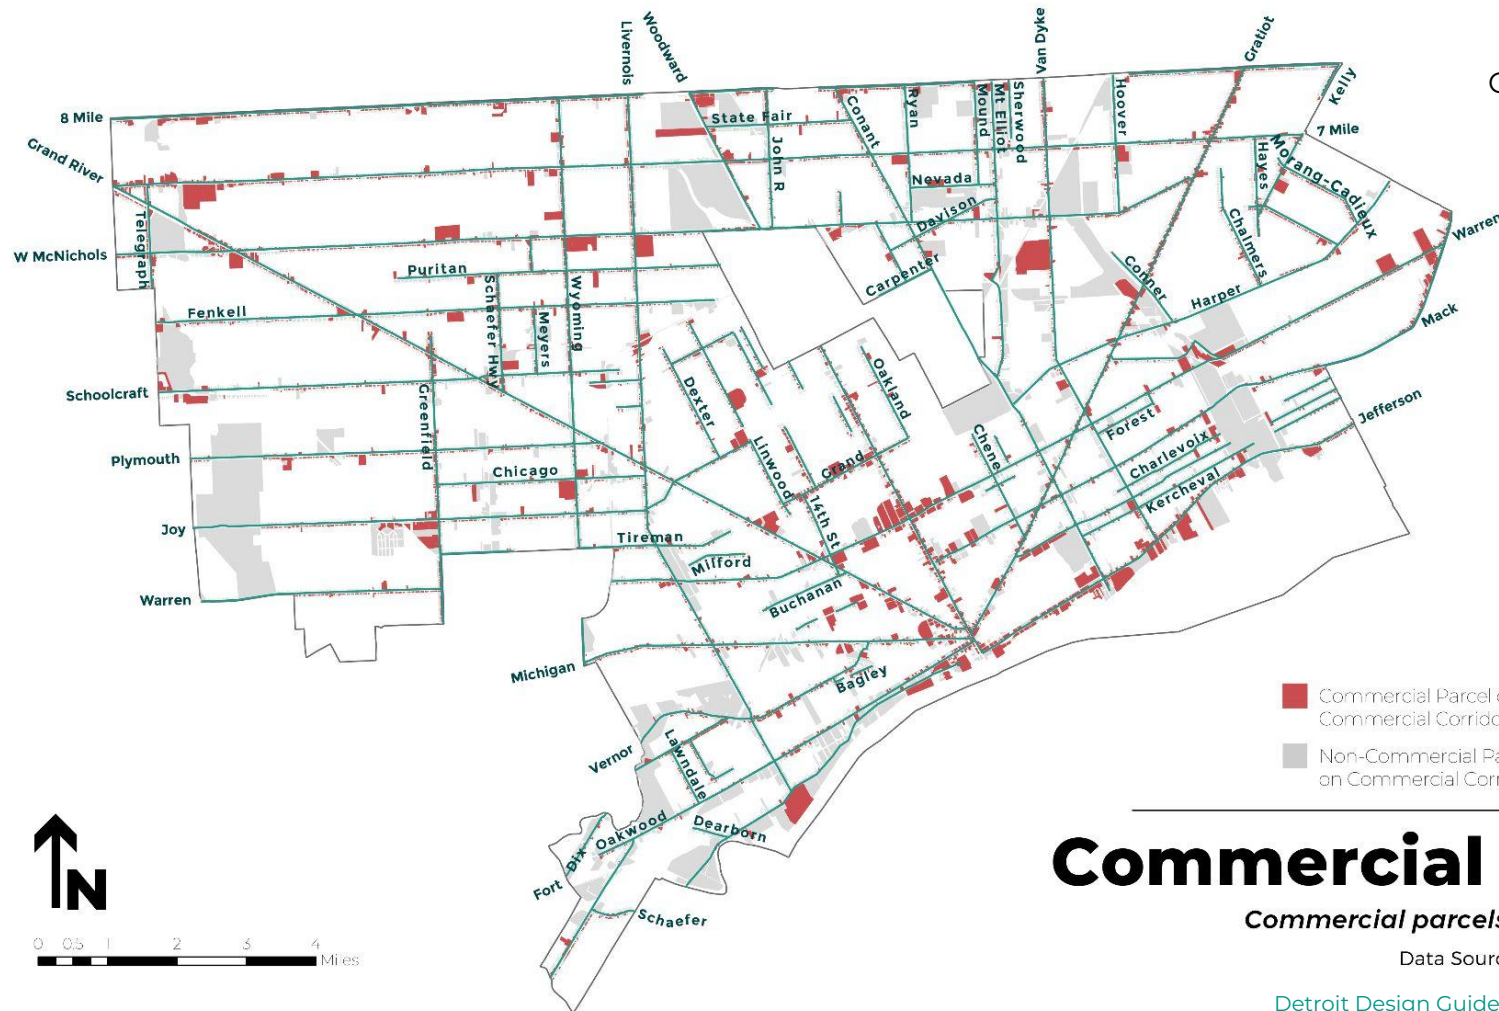 Livernois
Woodward
Van Dyke
Gratiot
Kelly
8 Mile
Grand River
State Fair
John R
Conant
Ryan
Mound
Mt Elliot
Sherwood
Hoover
7 Mile
Hayes
Morang-Cadieux
Nevada
Davison
Telegraph
W McNichols
Puritan
Carpenter
Conner
Chalmers
Warren
Harper
Fenkell
Schaefer Hwy
Meyers
Wyoming
Mack
Schoolcraft
Greenfield
Dexter
Oakland
Jefferson
Plymouth
Chicago
Linwood
Grand
Chene
Forest
Charlevoix
Kercheval
14th St
Joy
Tireman
Milford
Buchanan
Warren
Michigan
Bagley
Vernor
Lawndale
Oakwood
Dearborn
Dix
Fort
Schaefer
Commercial Parcel
Commercial Corrido
Non-Commercial Pa
on Commercial Corr
Commercial
Commercial parcels
Data Sourc
Detroit Design Guide
N
0 0.5 1 2 3 4
Miles